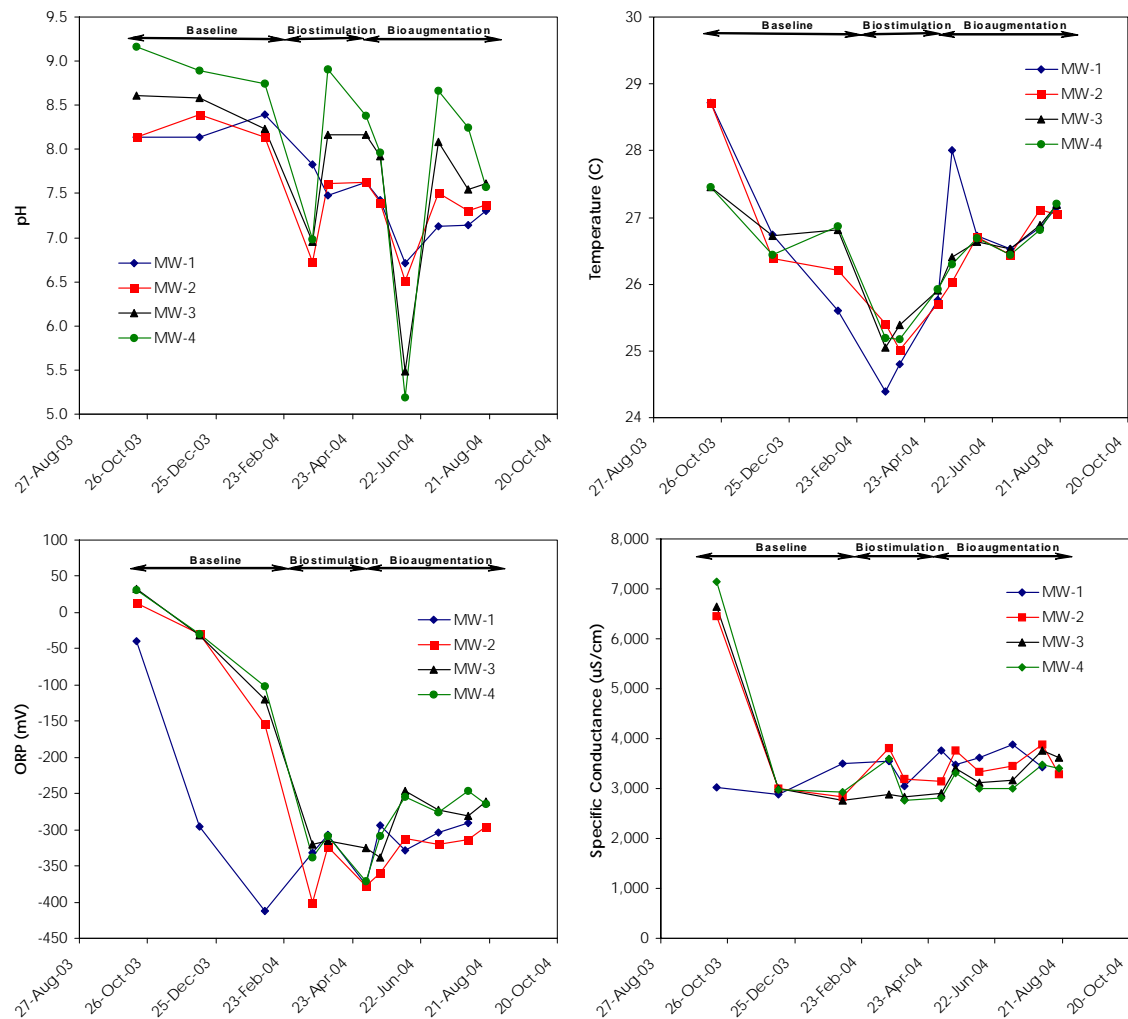 9.5
9.0
8.5
8.0
7.5
7.0
6.5
6.0
5.5
5.0
pH
Baseline
Biostimulation
Bioaugmentation
MW-1
MW-2
MW-3
MW-4
27-Aug-03
26-Oct-03
25-Dec-03
23-Feb-04
23-Apr-04
22-Jun-04
21-Aug-04
20-Oct-04
30
29
28
27
26
25
24
Temperature (C)
Baseline
Biostimulation
Bioaugmentation
MW-1
MW-2
MW-3
MW-4
27-Aug-03
26-Oct-03
25-Dec-03
23-Feb-04
23-Apr-04
22-Jun-04
21-Aug-04
20-Oct-04
100
50
0
-50
-100
-150
-200
-250
-300
-350
-400
-450
ORP (mV)
Baseline
Biostimulation
Bioaugmentation
MW-1
MW-2
MW-3
MW-4
27-Aug-03
26-Oct-03
25-Dec-03
23-Feb-04
23-Apr-04
22-Jun-04
21-Aug-04
20-Oct-04
8,000
7,000
6,000
5,000
4,000
3,000
2,000
1,000
0
Specific Conductance (uS/cm)
Baseline
Biostimulation
Bioaugmentation
MW-1
MW-2
MW-3
MW-4
27-Aug-03
26-Oct-03
25-Dec-03
23-Feb-04
23-Apr-04
22-Jun-04
21-Aug-04
20-Oct-04